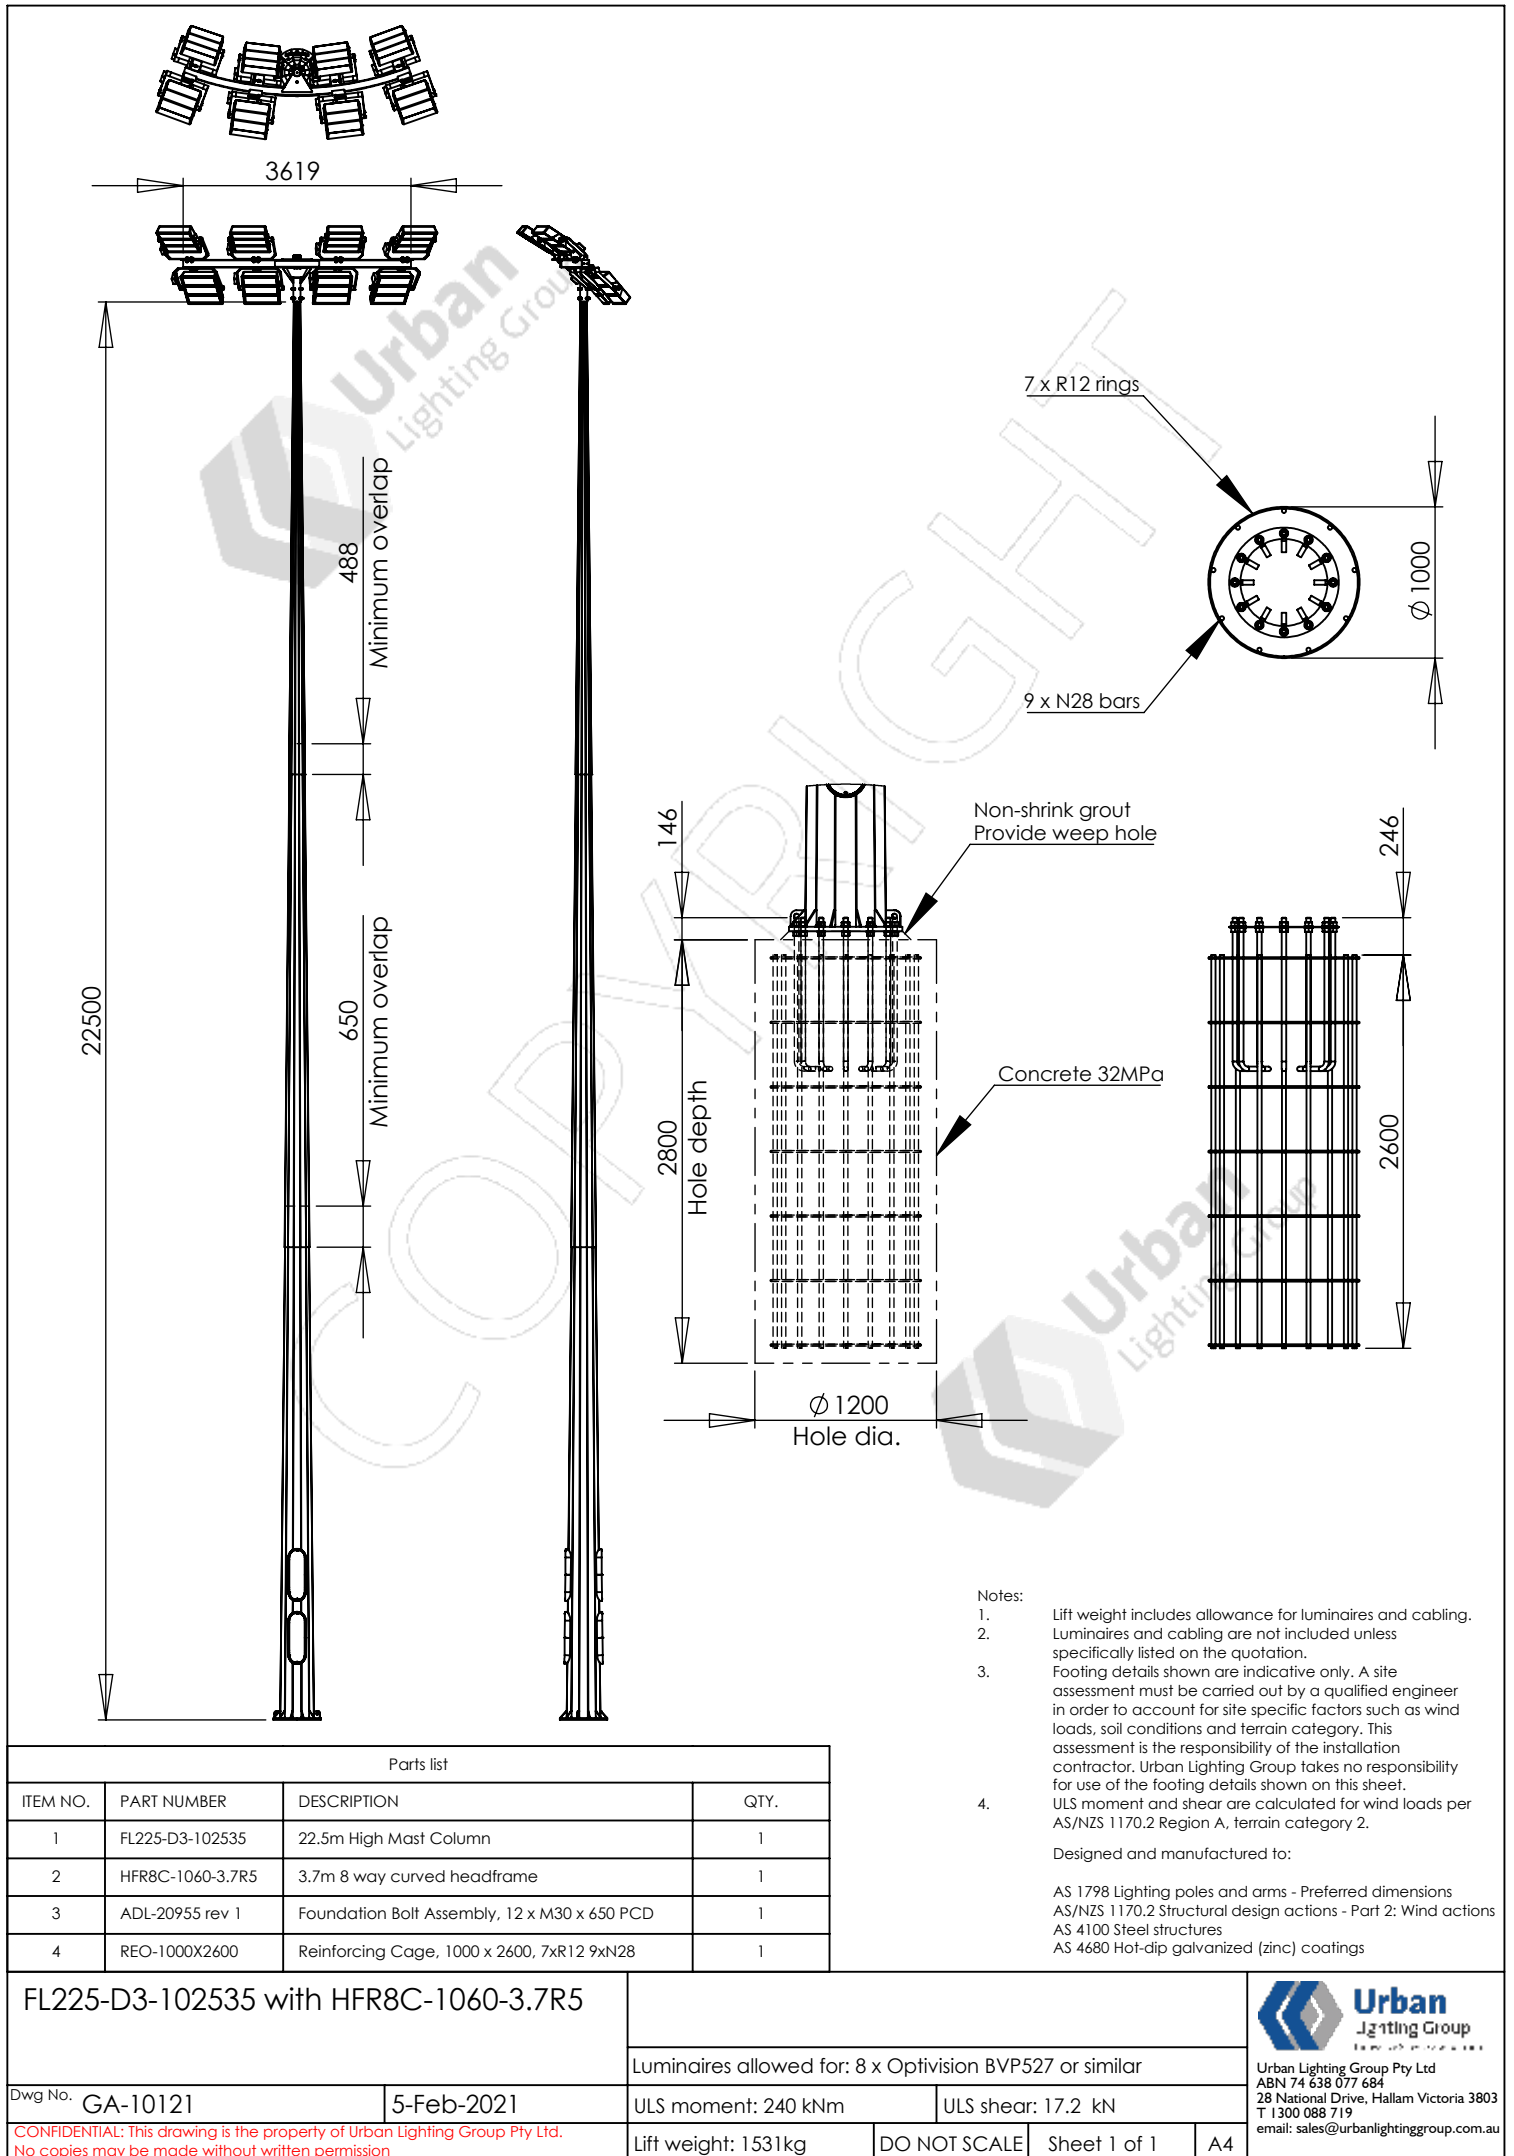 3619
22500
488
Minimum overlap
650
Minimum overlap
7 x R12 rings
9 x N28 bars
Ø 1000
146
Non-shrink grout
Provide weep hole
246
2800
Hole depth
Concrete 32MPa
2600
Ø 1200
Hole dia.
COPYRIGHT
Urban
Lighting Group
Urban
Lighting Group
Notes:
1. Lift weight includes allowance for luminaires and cabling.
2. Luminaires and cabling are not included unless
specifically listed on the quotation.
3. Footing details shown are indicative only. A site
assessment must be carried out by a qualified engineer
in order to account for site specific factors such as wind
loads, soil conditions and terrain category. This
assessment is the responsibility of the installation
contractor. Urban Lighting Group takes no responsibility
for use of the footing details shown on this sheet.
4. ULS moment and shear are calculated for wind loads per
AS/NZS 1170.2 Region A, terrain category 2.
Designed and manufactured to:
AS 1798 Lighting poles and arms - Preferred dimensions
AS/NZS 1170.2 Structural design actions - Part 2: Wind actions
AS 4100 Steel structures
AS 4680 Hot-dip galvanized (zinc) coatings
Parts list
ITEM NO. PART NUMBER DESCRIPTION QTY.
1 FL225-D3-102535 22.5m High Mast Column 1
2 HFR8C-1060-3.7R5 3.7m 8 way curved headframe 1
3 ADL-20955 rev 1 Foundation Bolt Assembly, 12 x M30 x 650 PCD 1
4 REO-1000X2600 Reinforcing Cage, 1000 x 2600, 7xR12 9xN28 1
FL225-D3-102535 with HFR8C-1060-3.7R5
Luminaires allowed for: 8 x Optivision BVP527 or similar
Dwg No. GA-10121 5-Feb-2021
ULS moment: 240 kNm ULS shear: 17.2 kN
CONFIDENTIAL: This drawing is the property of Urban Lighting Group Pty Ltd.
No copies may be made without written permission
Lift weight: 1531kg DO NOT SCALE Sheet 1 of 1 A4
Urban
Lighting Group
Urban Lighting Group Pty Ltd
ABN 74 638 077 684
28 National Drive, Hallam Victoria 3803
T 1300 088 719
email: sales@urbanlightinggroup.com.au